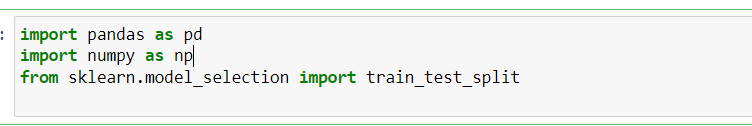 :
import pandas as pd
import numpy as np
from sklearn.model_selection import train_test_split